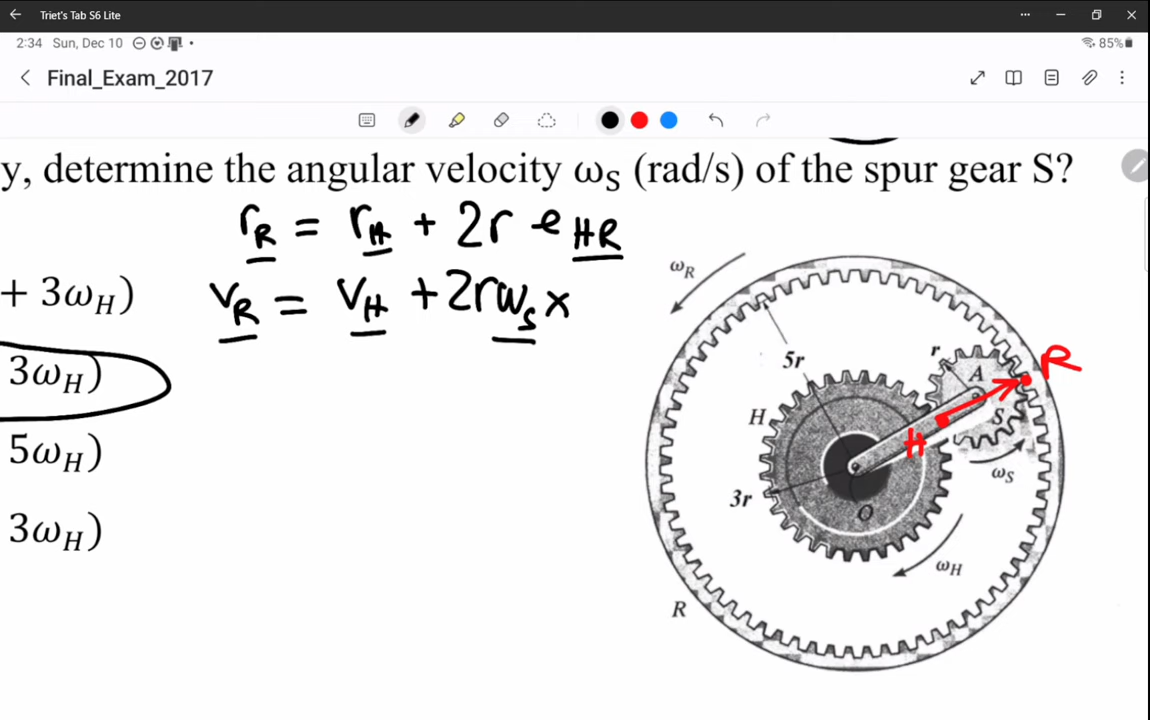 Triet's Tab S6 Lite
2:34 Sun, Dec 10 85%
Final_Exam_2017
y, determine the angular velocity ωS (rad/s) of the spur gear S?
rR = rH + 2r eHR
+ 3ωH)
vR = vH + 2rωS x
3ωH)
5ωH)
3ωH)
ωR
5r
r
A
R
H
S
H
ωS
3r
O
ωH
R